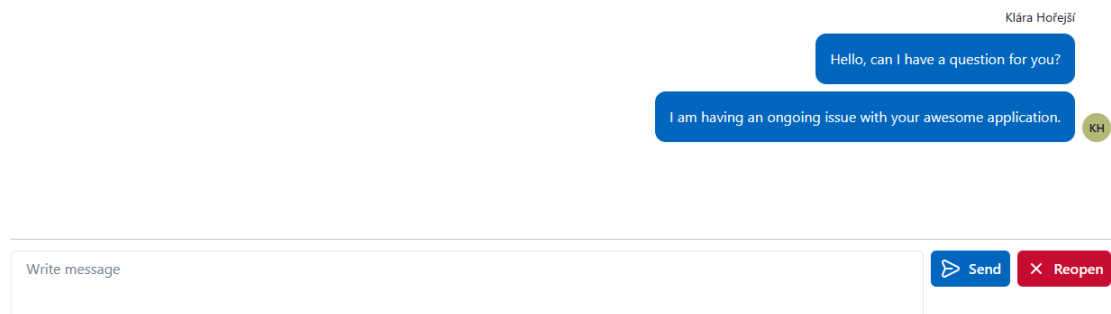 Klára Hořejší
Hello, can I have a question for you?
I am having an ongoing issue with your awesome application.
KH
Write message
Send
Reopen